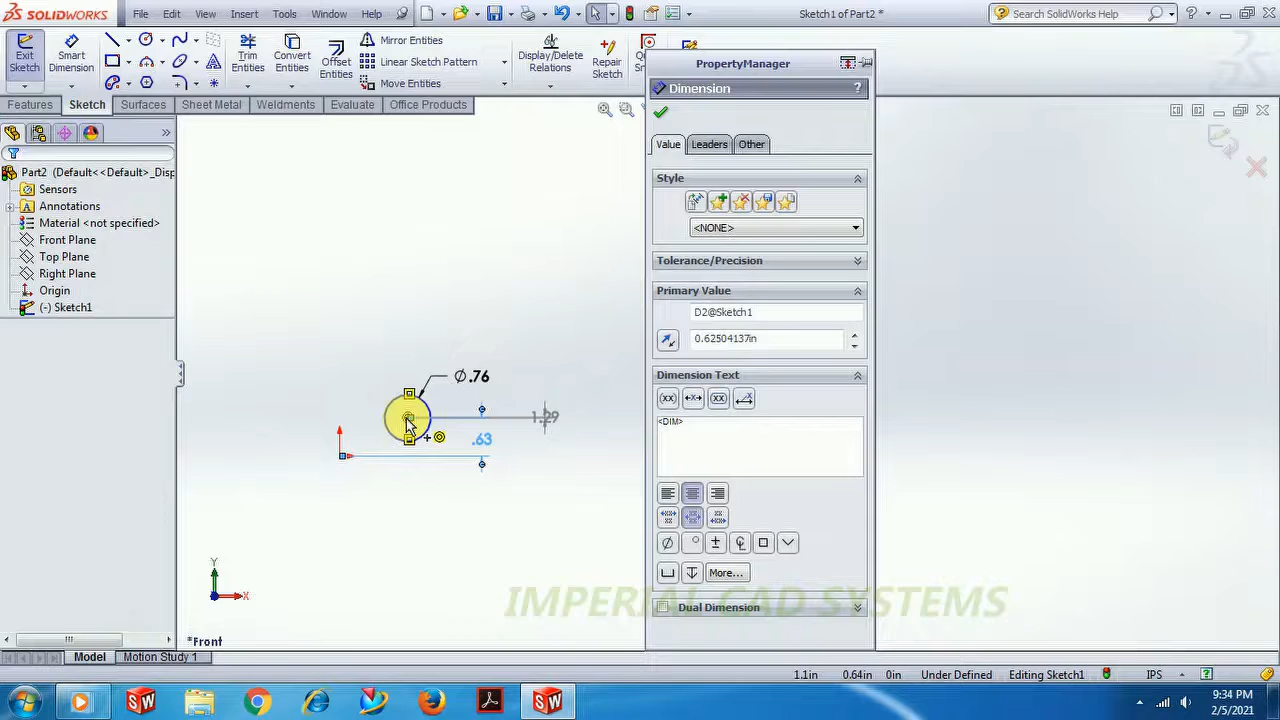 SOLIDWORKS
File
Edit
View
Insert
Tools
Window
Help
Sketch1 of Part2 *
Search SolidWorks Help
Exit Sketch
Smart Dimension
Trim Entities
Convert Entities
Offset Entities
Mirror Entities
Linear Sketch Pattern
Move Entities
Display/Delete Relations
Repair Sketch
Features
Sketch
Surfaces
Sheet Metal
Weldments
Evaluate
Office Products
PropertyManager
Dimension
?
Value
Leaders
Other
Style
<NONE>
Tolerance/Precision
Primary Value
D2@Sketch1
0.62504137in
Dimension Text
<DIM>
More...
Dual Dimension
Part2 (Default<<Default>_Disp
Sensors
Annotations
Material <not specified>
Front Plane
Top Plane
Right Plane
Origin
(-) Sketch1
Ø.76
1.29
.63
Y
X
*Front
IMPERIAL CAD SYSTEMS
Model
Motion Study 1
1.1in
0.64in
0in
Under Defined
Editing Sketch1
IPS
9:34 PM
2/5/2021